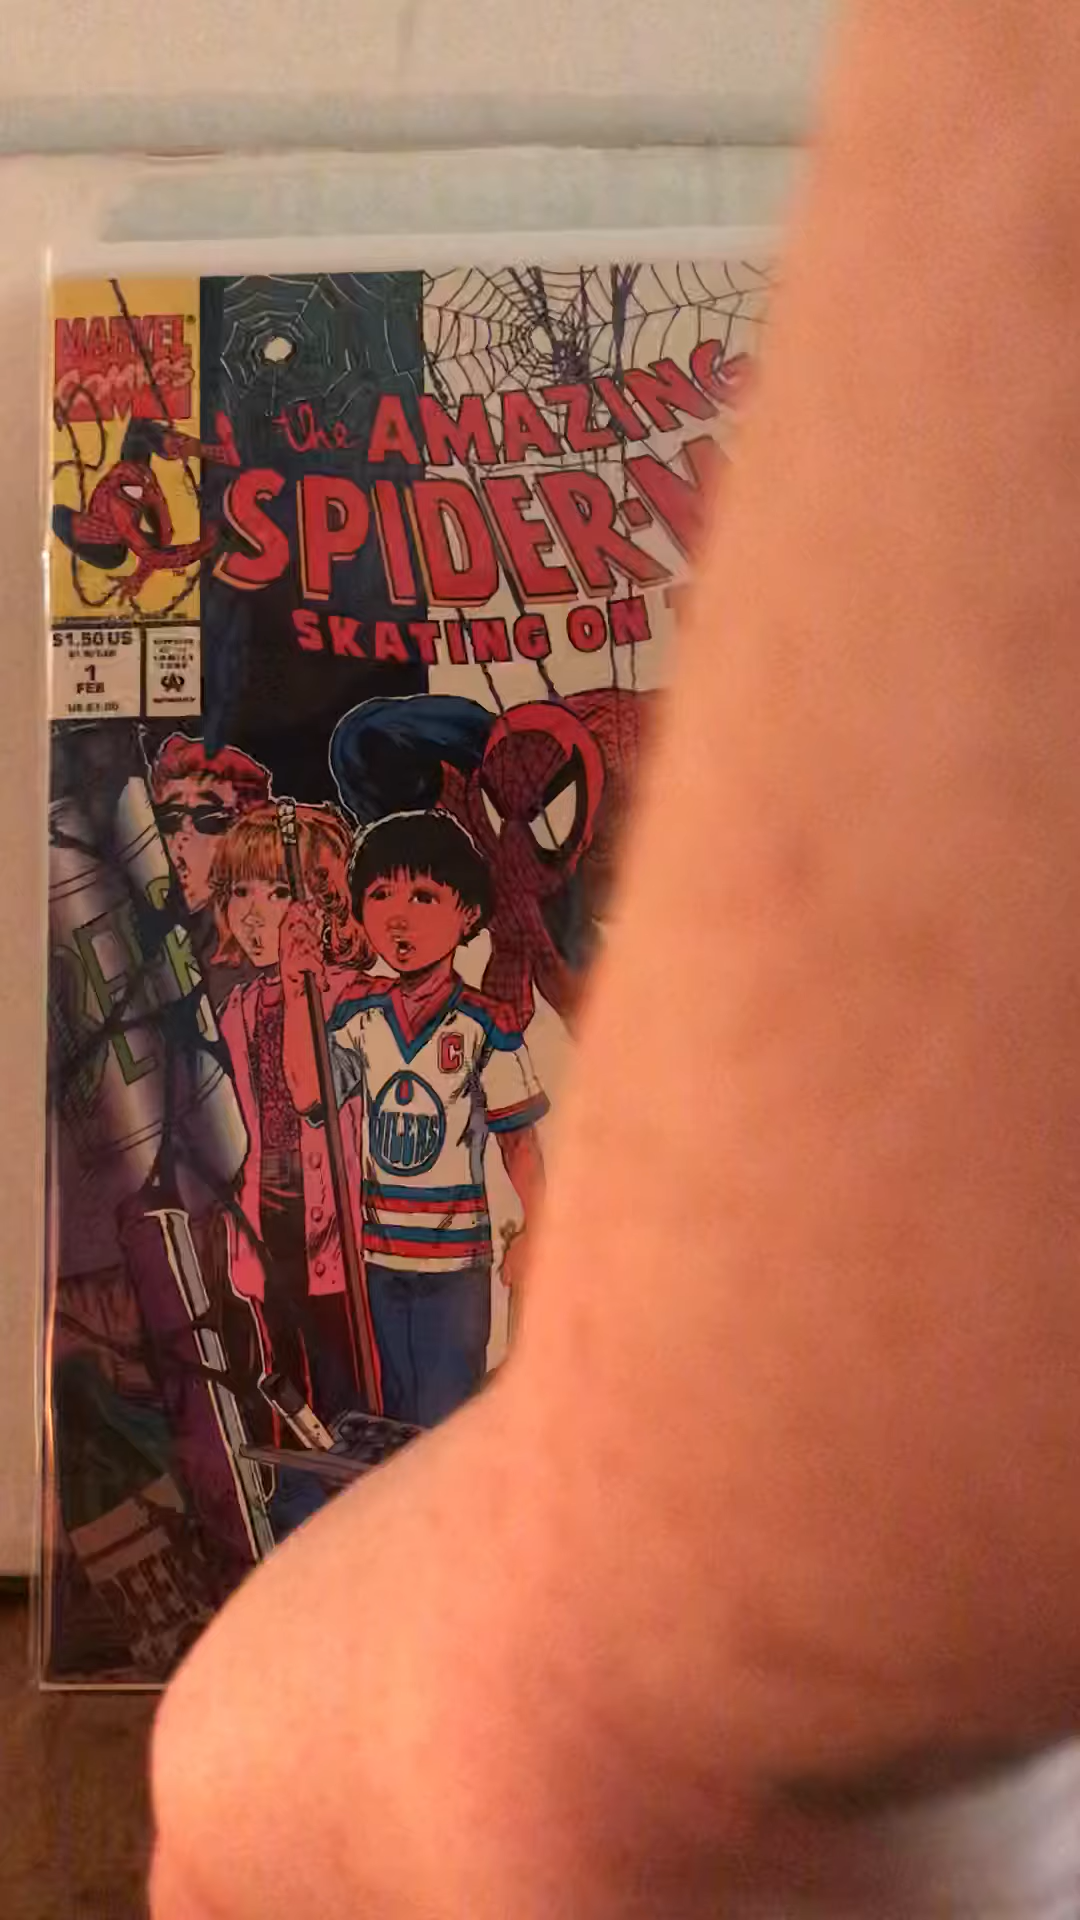 MARVEL
COMICS
the AMAZING
SPIDER-M
SKATING ON
$1.50 US
1
FEB
C
OILERS